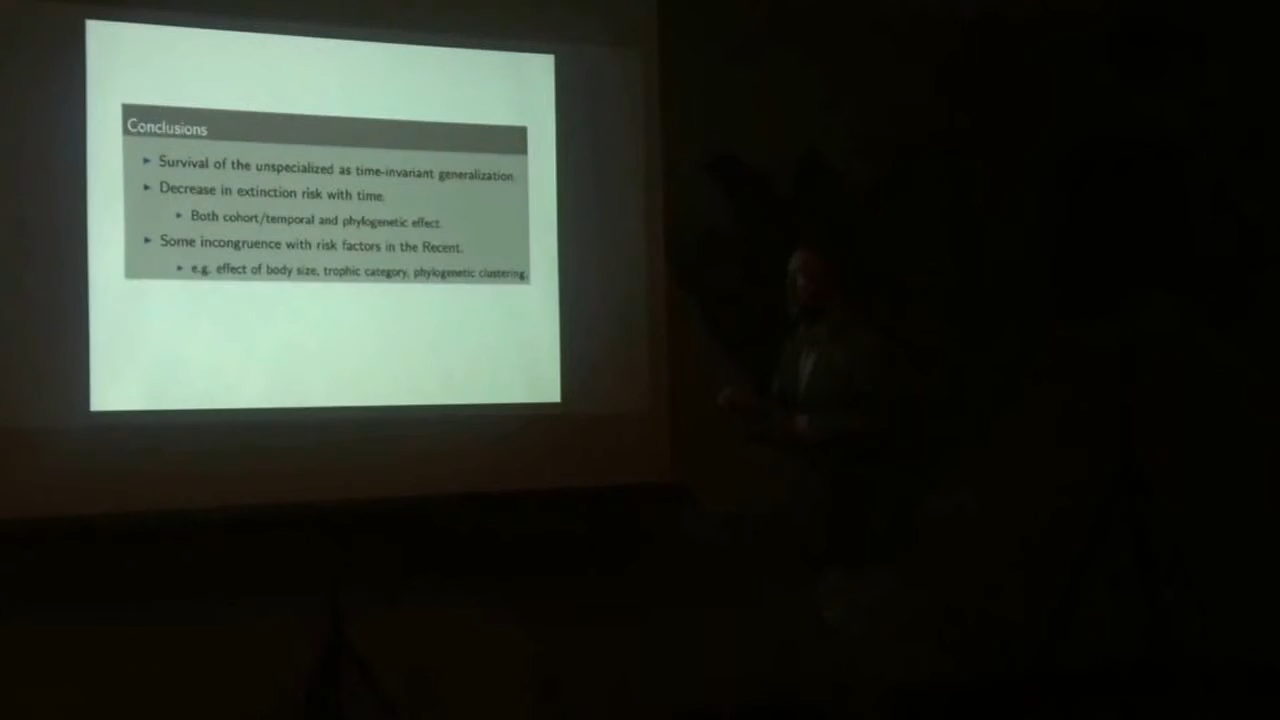 Conclusions
Survival of the unspecialized as time-invariant generalization.
Decrease in extinction risk with time.
Both cohort/temporal and phylogenetic effect.
Some incongruence with risk factors in the Recent.
e.g. effect of body size, trophic category, phylogenetic clustering.